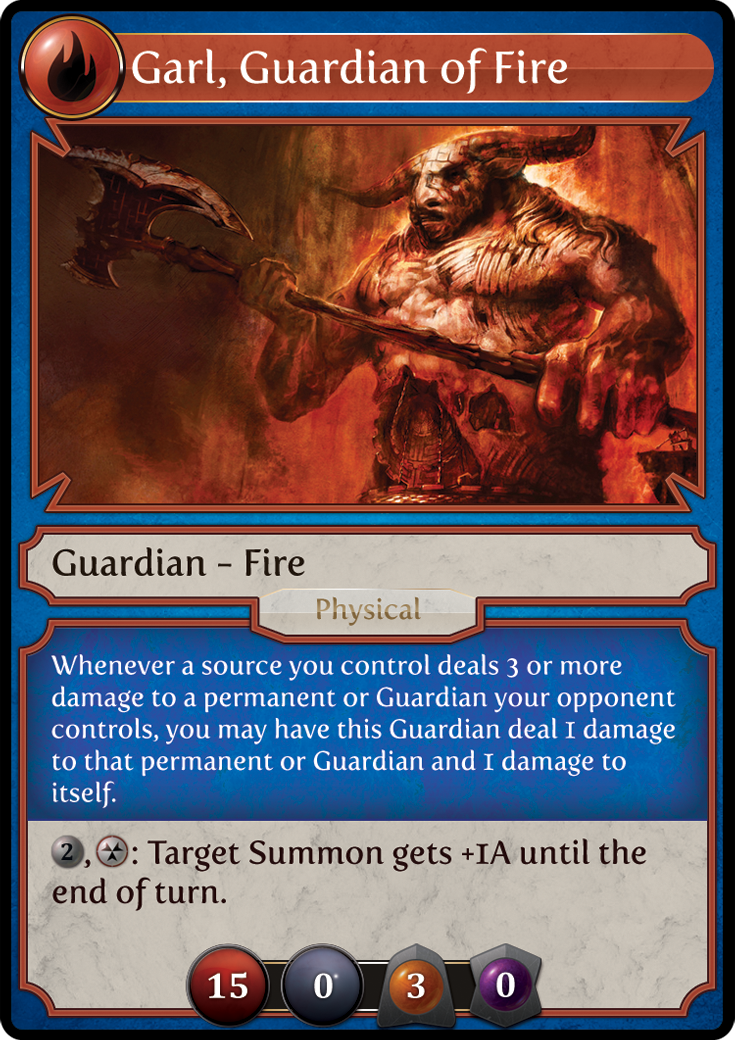 Garl, Guardian of Fire
Guardian – Fire
Physical
Whenever a source you control deals 3 or more
damage to a permanent or Guardian your opponent
controls, you may have this Guardian deal 1 damage
to that permanent or Guardian and 1 damage to
itself.
2, : Target Summon gets +1A until the
end of turn.
15 0* 3 0